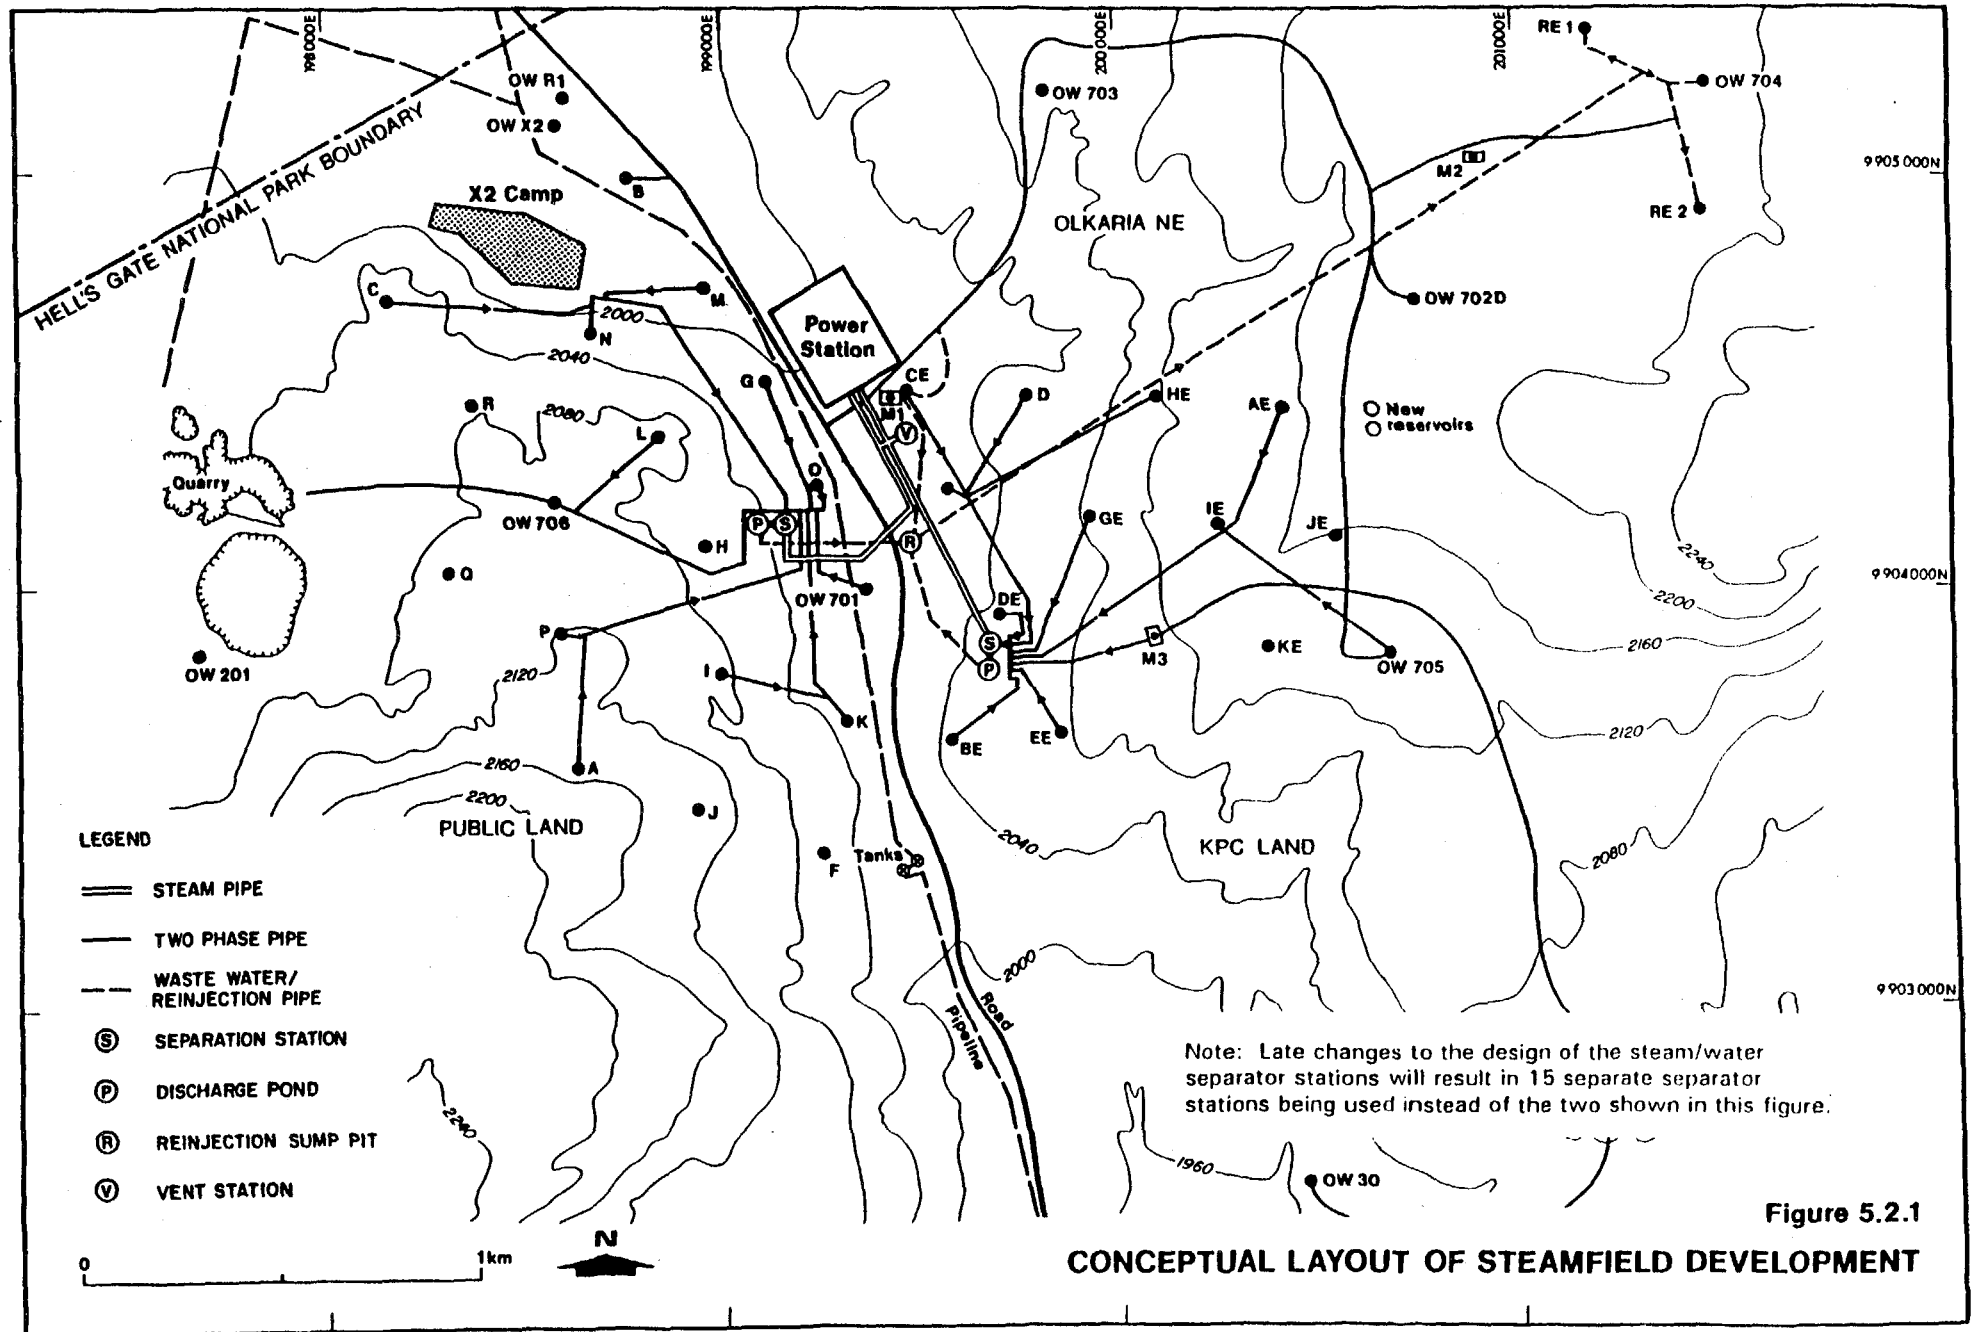 198000E
199000E
200000E
201000E
RE 1
OW R1
OW 704
OW 703
OW X2
HELL'S GATE NATIONAL PARK BOUNDARY
9905000N
M2
B
X2 Camp
RE 2
OLKARIA NE
C
M
OW 702D
2000
N
Power
Station
2040
G
CE
D
HE
AE
New
reservoirs
M1
R
2080
V
L
O
Quarry
OW 706
P
S
GE
IE
JE
H
R
2240
Q
9904000N
OW 701
DE
2200
P
S
M3
KE
2160
OW 201
2120
I
P
OW 705
K
BE
EE
2120
2160
A
2200
J
PUBLIC LAND
2040
KPC LAND
2080
LEGEND
Tanks
F
STEAM PIPE
TWO PHASE PIPE
2000
WASTE WATER/
REINJECTION PIPE
9903000N
Road
Pipeline
S SEPARATION STATION
Note: Late changes to the design of the steam/water
separator stations will result in 15 separate separator
stations being used instead of the two shown in this figure.
P DISCHARGE POND
2240
R REINJECTION SUMP PIT
1960
OW 30
V VENT STATION
Figure 5.2.1
N
0
1km
CONCEPTUAL LAYOUT OF STEAMFIELD DEVELOPMENT